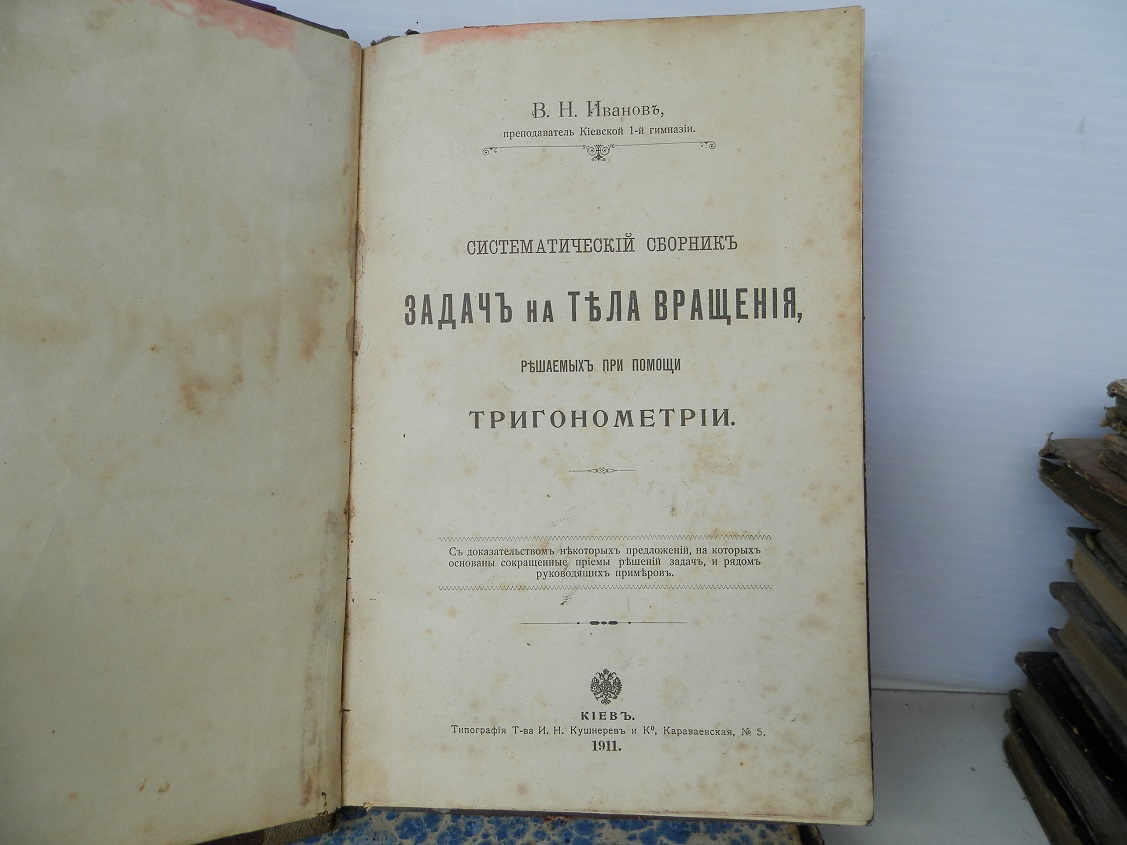 В. Н. Ивановъ,
преподаватель Кіевской 1-й гимназіи.
СИСТЕМАТИЧЕСКІЙ СБОРНИКЪ
ЗАДАЧЪ НА ТѢЛА ВРАЩЕНІЯ,
РѢШАЕМЫХЪ ПРИ ПОМОЩИ
ТРИГОНОМЕТРІИ.
Съ доказательствомъ нѣкоторыхъ предложеній, на которыхъ
основаны сокращенные пріемы рѣшеній задачъ, и рядомъ
руководящихъ примѣровъ.
КІЕВЪ.
Типографія Т-ва И. Н. Кушнеревъ и Кº, Караваевская, № 5.
1911.